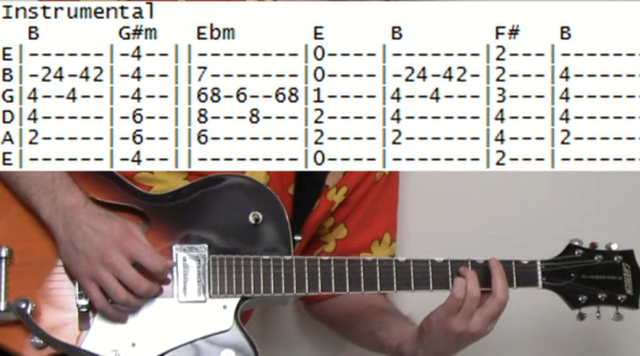 Instrumental
B G#m Ebm E B F# B
E|------|-4--||--------|0----|------|2---|------
B|-24-42|-4--||7-------|0----|-24-42-|2---|4-----
G|4--4--|-4--||68-6--68|1----|4--4---|3---|4-----
D|4-----|-6--||8---8---|2----|4------|4---|4-----
A|2-----|-6--||6-------|2----|2------|4---|2-----
E|------|-4--||--------|0----|-------|2---|------